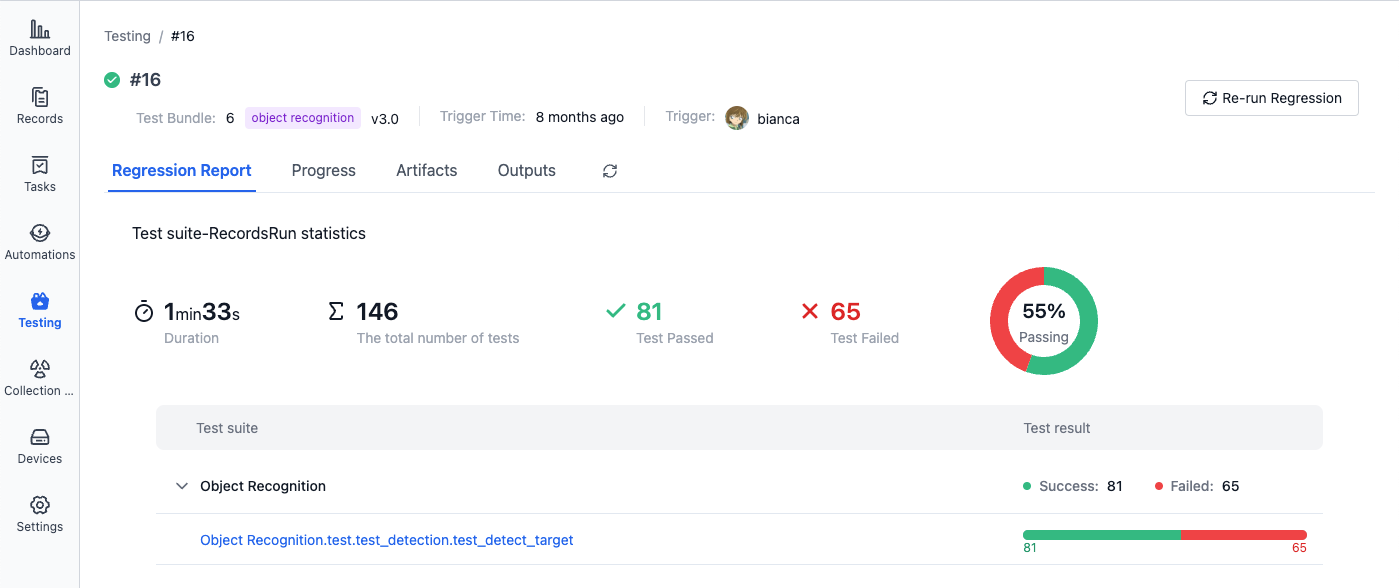 Dashboard
Records
Tasks
Automations
Testing
Collection ...
Devices
Settings
Testing / #16
#16
Test Bundle: 6 object recognition v3.0 Trigger Time: 8 months ago Trigger: bianca
Re-run Regression
Regression Report Progress Artifacts Outputs
Test suite-RecordsRun statistics
1min33s
Duration
146
The total number of tests
81
Test Passed
65
Test Failed
55%
Passing
Test suite Test result
Object Recognition Success: 81 Failed: 65
Object Recognition.test.test_detection.test_detect_target
81 65